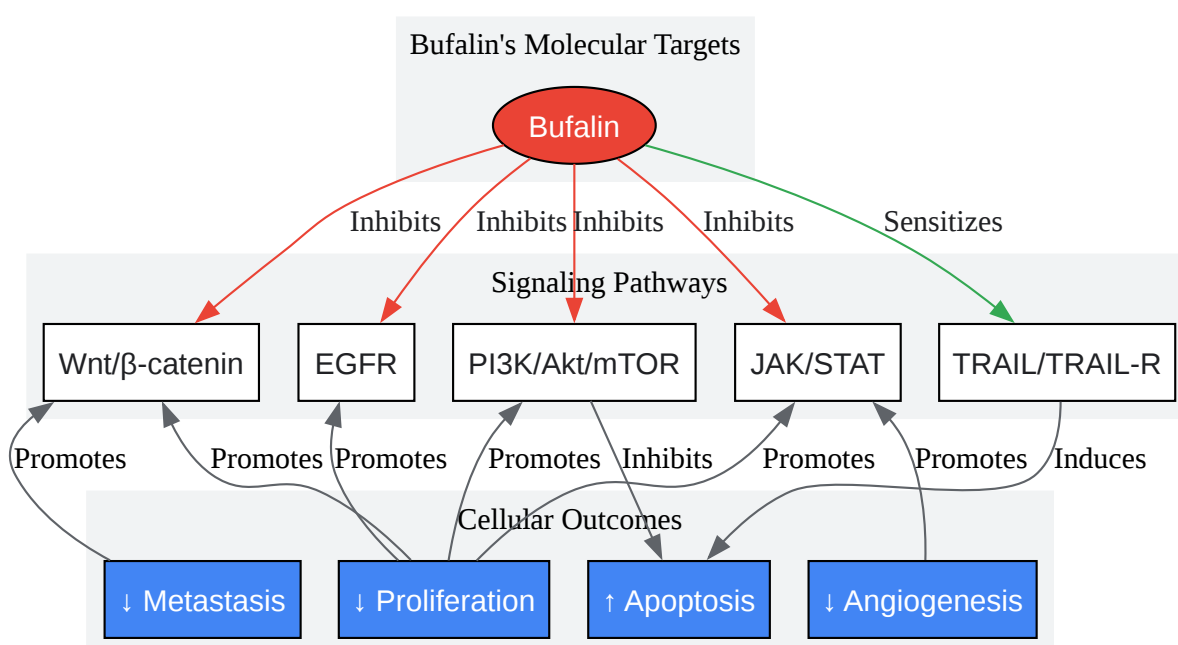 Bufalin's Molecular Targets
Bufalin
Inhibits
Inhibits
Inhibits
Inhibits
Sensitizes
Signaling Pathways
Wnt/β-catenin
EGFR
PI3K/Akt/mTOR
JAK/STAT
TRAIL/TRAIL-R
Promotes
Promotes
Promotes
Promotes
Inhibits
Promotes
Promotes
Induces
Cellular Outcomes
↓ Metastasis
↓ Proliferation
↑ Apoptosis
↓ Angiogenesis